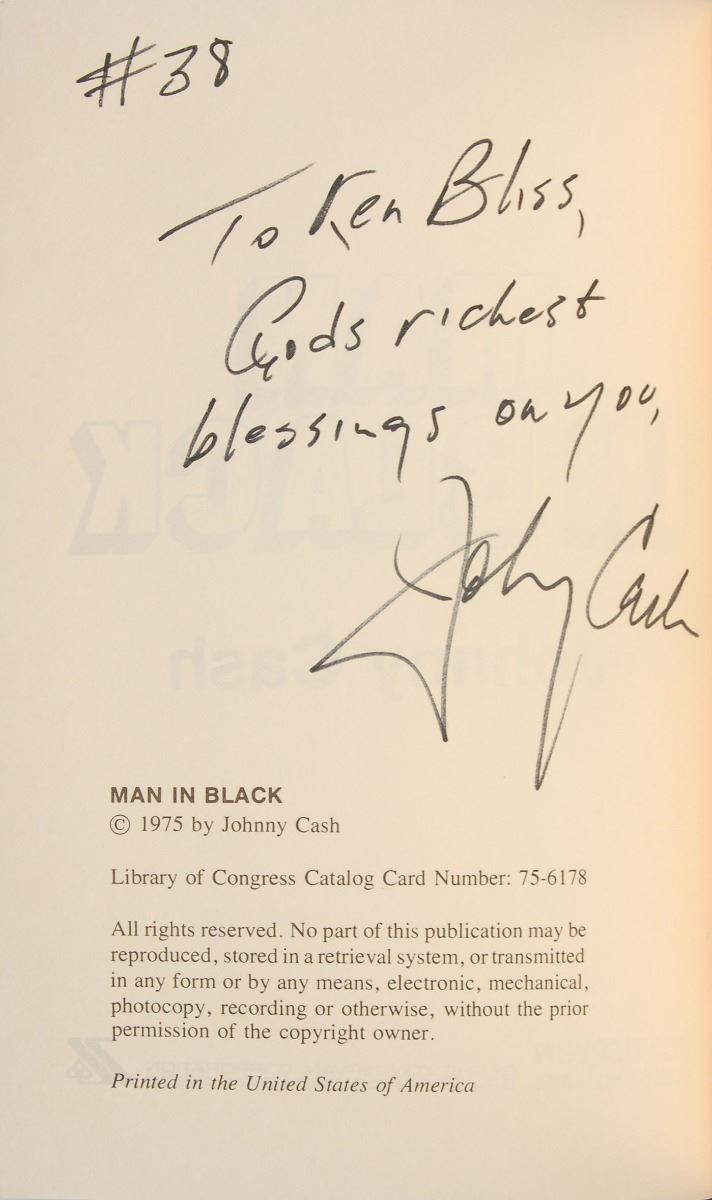 #38
To Ken Bliss,
Gods richest
blessings on you,
Johnny Cash
MAN IN BLACK
© 1975 by Johnny Cash
Library of Congress Catalog Card Number: 75-6178
All rights reserved. No part of this publication may be
reproduced, stored in a retrieval system, or transmitted
in any form or by any means, electronic, mechanical,
photocopy, recording or otherwise, without the prior
permission of the copyright owner.
Printed in the United States of America